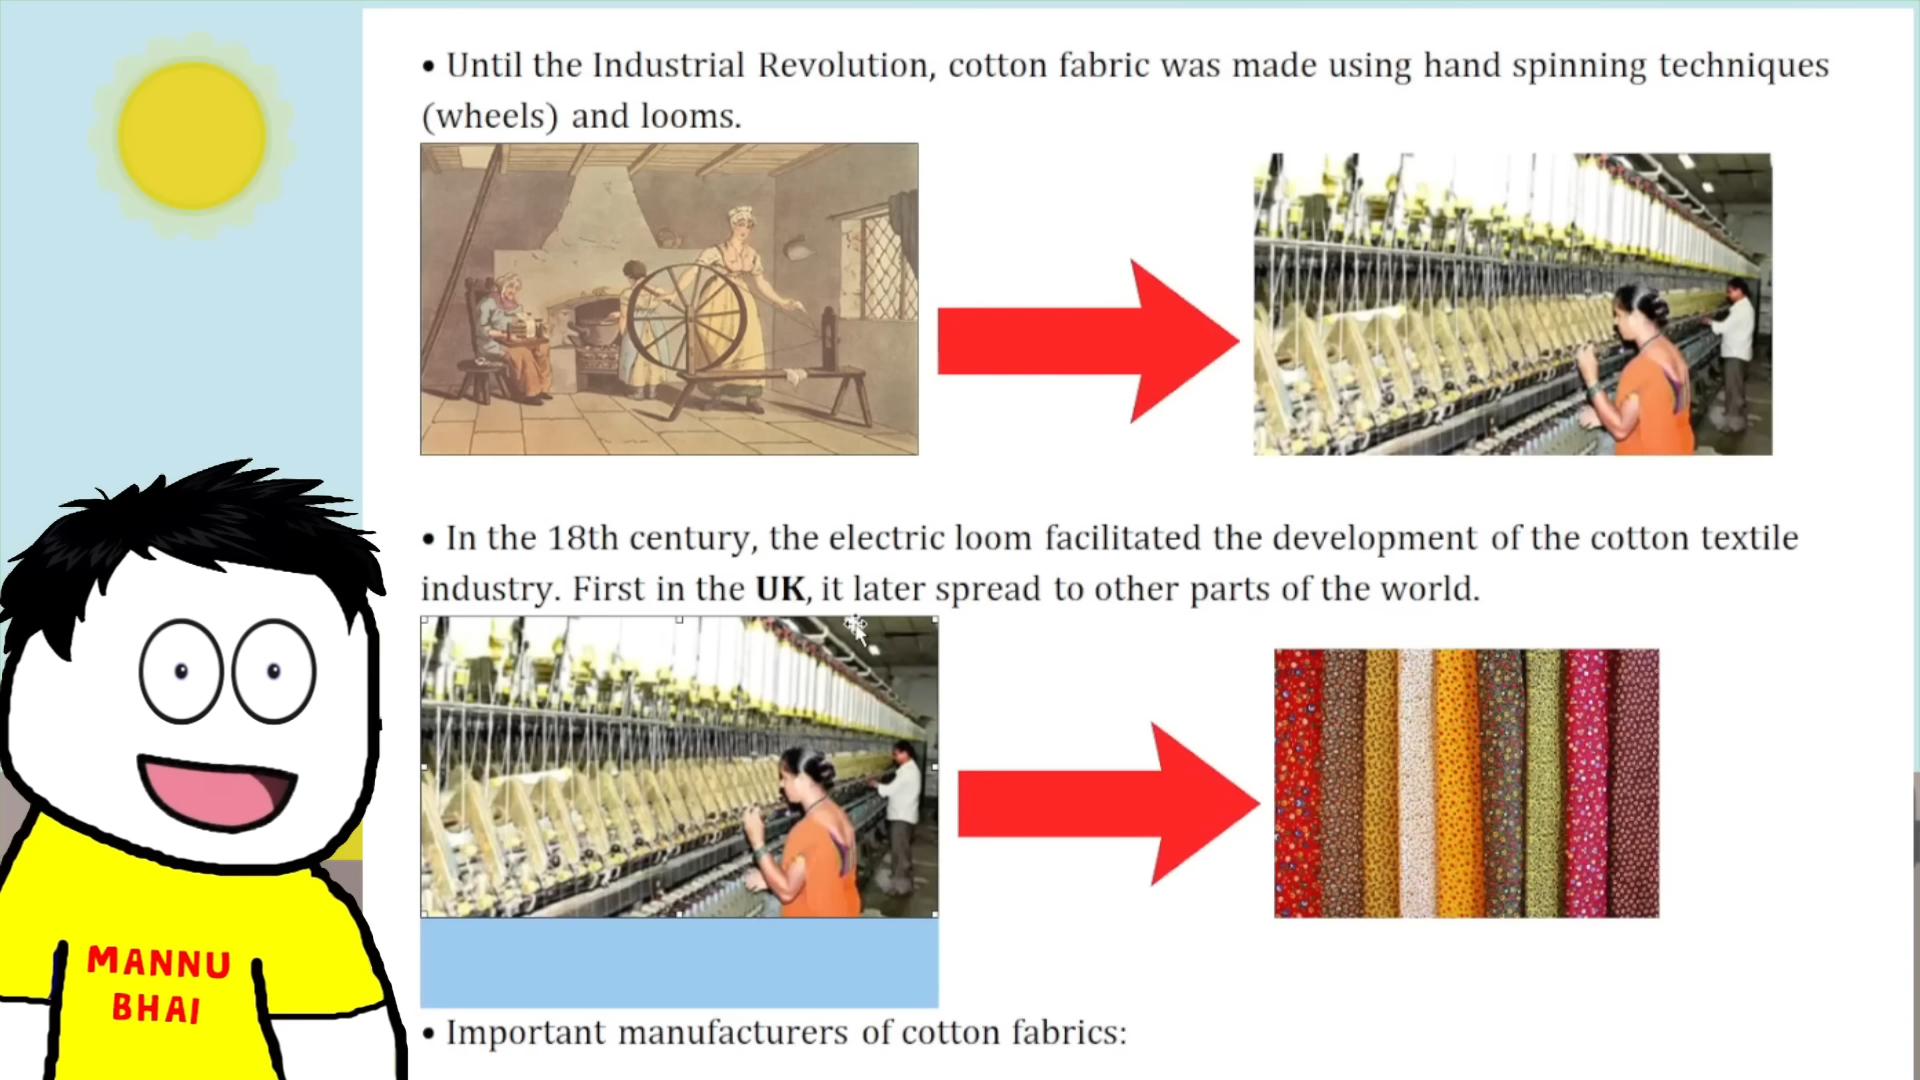 • Until the Industrial Revolution, cotton fabric was made using hand spinning techniques
(wheels) and looms.
• In the 18th century, the electric loom facilitated the development of the cotton textile
industry. First in the UK, it later spread to other parts of the world.
• Important manufacturers of cotton fabrics:
MANNU
BHAI